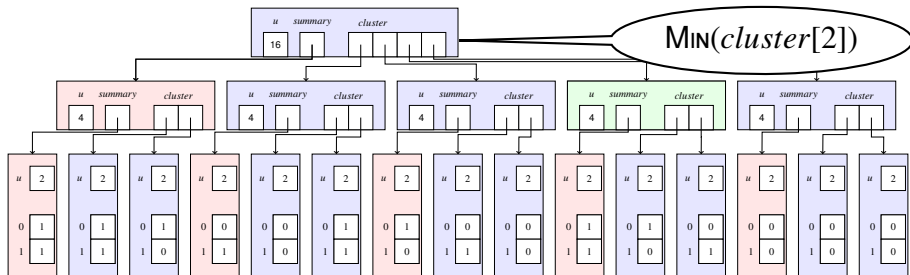 u summary cluster
16
MIN(cluster[2])
u summary cluster u summary cluster u summary cluster u summary cluster u summary cluster
4 4 4 4 4
u 2 u 2 u 2 u 2 u 2 u 2 u 2 u 2 u 2 u 2 u 2 u 2 u 2 u 2 u 2
0 1 0 1 0 1 0 0 0 1 0 1 0 1 0 0 0 0 0 1 0 1 0 0 0 0 0 0 0 0
1 1 1 0 1 1 1 1 1 0 1 1 1 0 1 0 1 0 1 1 1 0 1 0 1 0 1 0 1 0